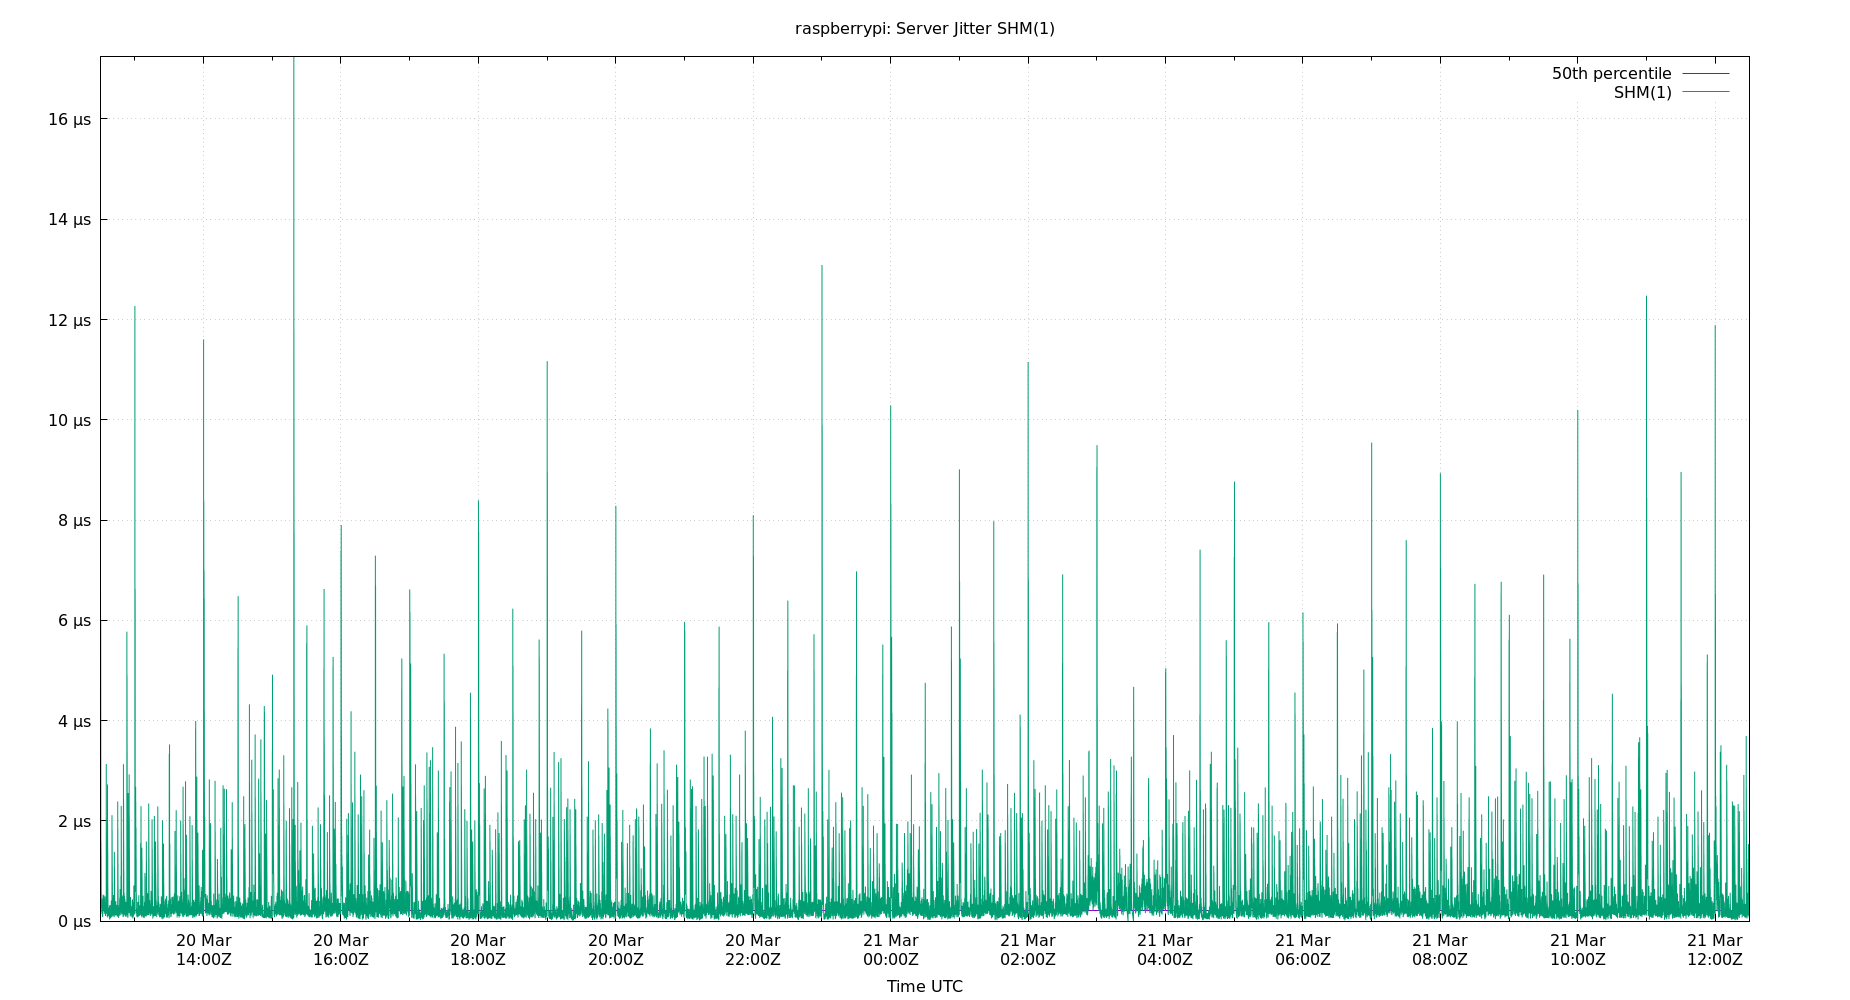 raspberrypi: Server Jitter SHM(1)
50th percentile
SHM(1)
16 µs
14 µs
12 µs
10 µs
8 µs
6 µs
4 µs
2 µs
0 µs
20 Mar 20 Mar 20 Mar 20 Mar 20 Mar 21 Mar 21 Mar 21 Mar 21 Mar 21 Mar 21 Mar 21 Mar
14:00Z 16:00Z 18:00Z 20:00Z 22:00Z 00:00Z 02:00Z 04:00Z 06:00Z 08:00Z 10:00Z 12:00Z
Time UTC